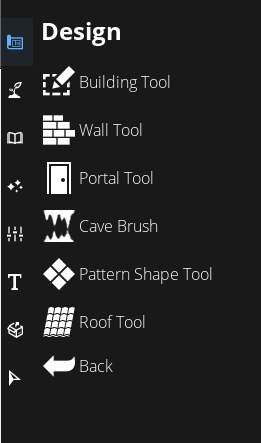 Design
Building Tool
Wall Tool
Portal Tool
Cave Brush
Pattern Shape Tool
T
Roof Tool
Back